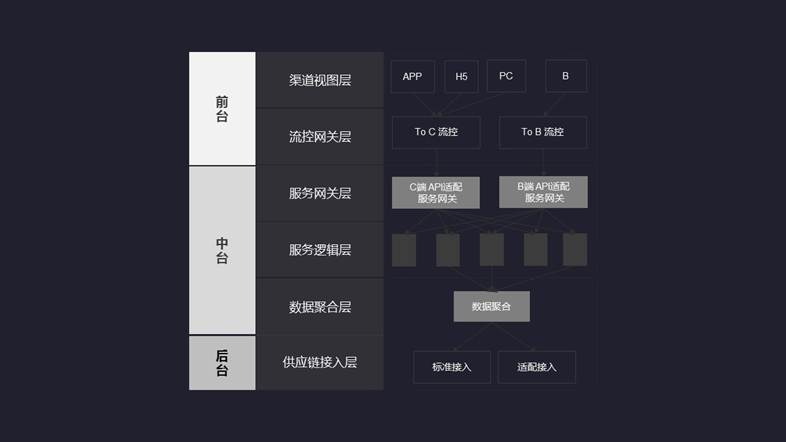 前
台
渠道视图层
APP
H5
PC
B
流控网关层
To C 流控
To B 流控
中
台
服务网关层
C端 API适配
服务网关
B端 API适配
服务网关
服务逻辑层
数据聚合层
数据聚合
后
台
供应链接入层
标准接入
适配接入